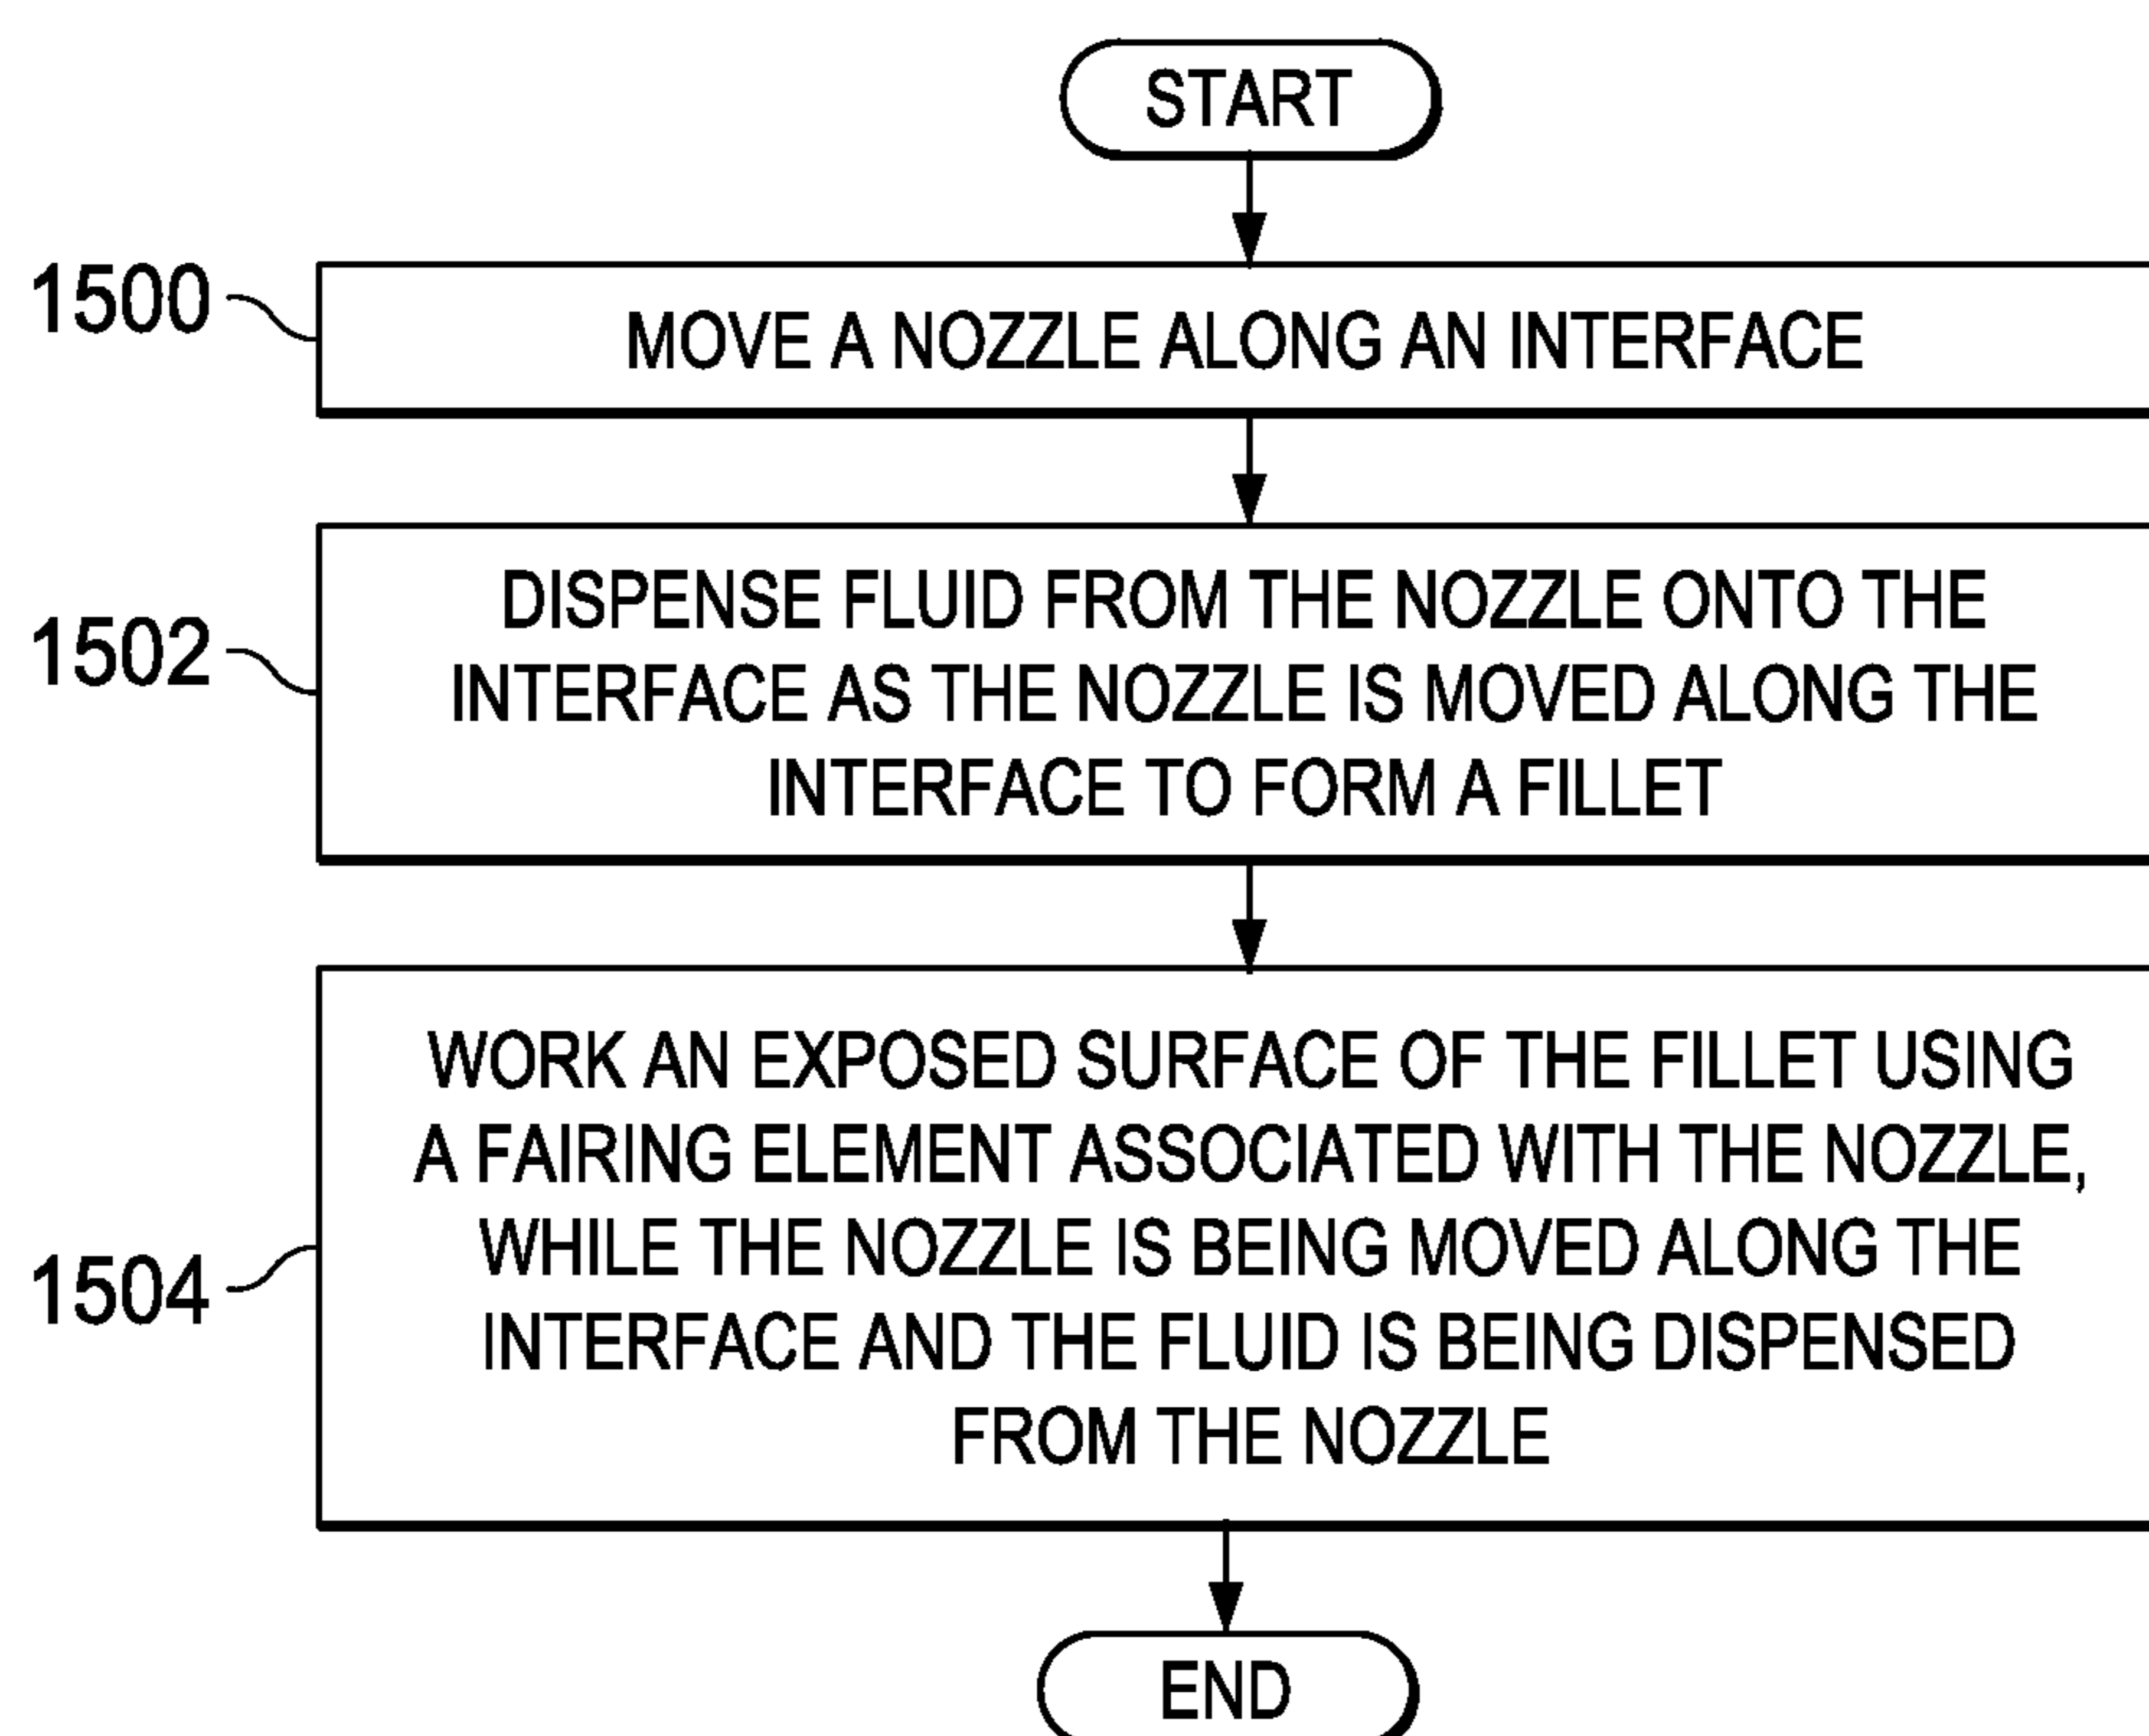 START
1500
MOVE A NOZZLE ALONG AN INTERFACE
1502
DISPENSE FLUID FROM THE NOZZLE ONTO THE
INTERFACE AS THE NOZZLE IS MOVED ALONG THE
INTERFACE TO FORM A FILLET
1504
WORK AN EXPOSED SURFACE OF THE FILLET USING
A FAIRING ELEMENT ASSOCIATED WITH THE NOZZLE,
WHILE THE NOZZLE IS BEING MOVED ALONG THE
INTERFACE AND THE FLUID IS BEING DISPENSED
FROM THE NOZZLE
END